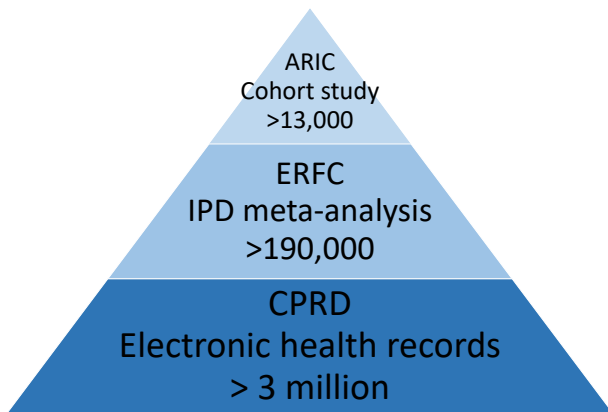 ARIC
Cohort study
>13,000
ERFC
IPD meta-analysis
>190,000
CPRD
Electronic health records
> 3 million